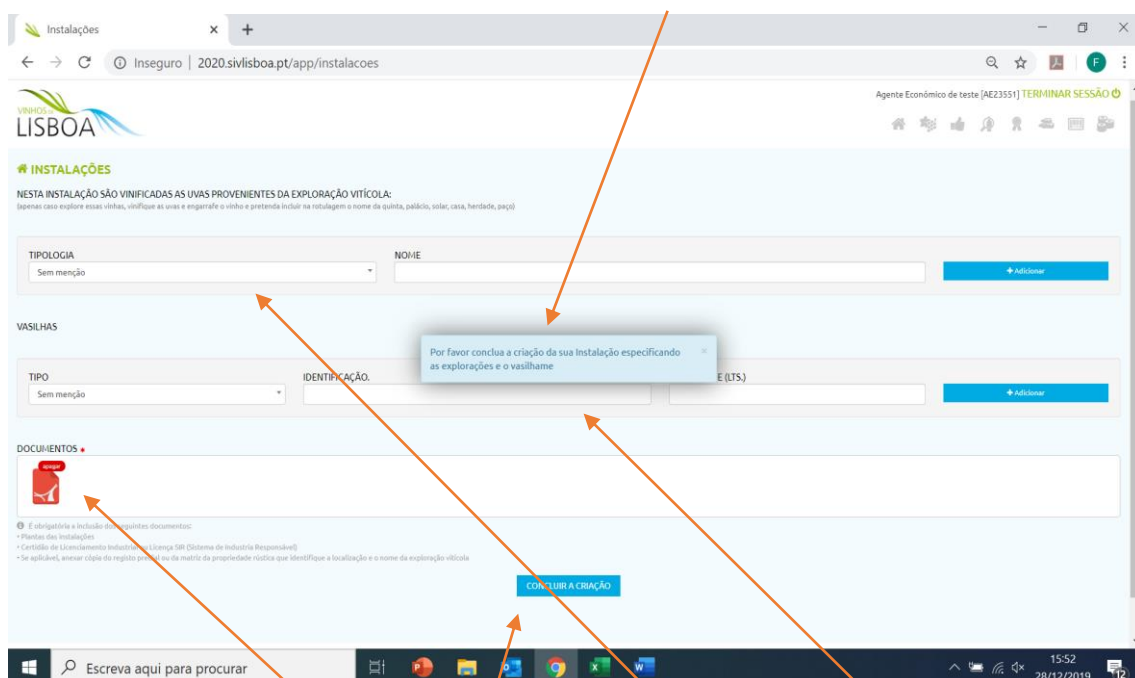 Instalações
Inseguro | 2020.sivlisboa.pt/app/instalacoes
F
VINHOS DE
LISBOA
Agente Económico de teste [AE23551] TERMINAR SESSÃO
INSTALAÇÕES
NESTA INSTALAÇÃO SÃO VINIFICADAS AS UVAS PROVENIENTES DA EXPLORAÇÃO VITÍCOLA:
(apenas caso explore essas vinhas, vinifique as uvas e engarrafe o vinho e pretenda incluir na rotulagem o nome da quinta, palácio, solar, casa, herdade, paço)
TIPOLOGIA NOME
Sem menção
+ Adicionar
VASILHAS
Por favor conclua a criação da sua Instalação especificando ×
as explorações e o vasilhame
TIPO IDENTIFICAÇÃO. E (LTS.)
Sem menção
+ Adicionar
DOCUMENTOS *
apagar
É obrigatória a inclusão dos seguintes documentos:
• Plantas das instalações
• Certidão de Licenciamento Industrial ou Licença SIR (Sistema de Industria Responsável)
• Se aplicável, anexar cópia do registo predial ou da matriz da propriedade rústica que identifique a localização e o nome da exploração vitícola
CONCLUIR A CRIAÇÃO
Escreva aqui para procurar
15:52
28/12/2019
12